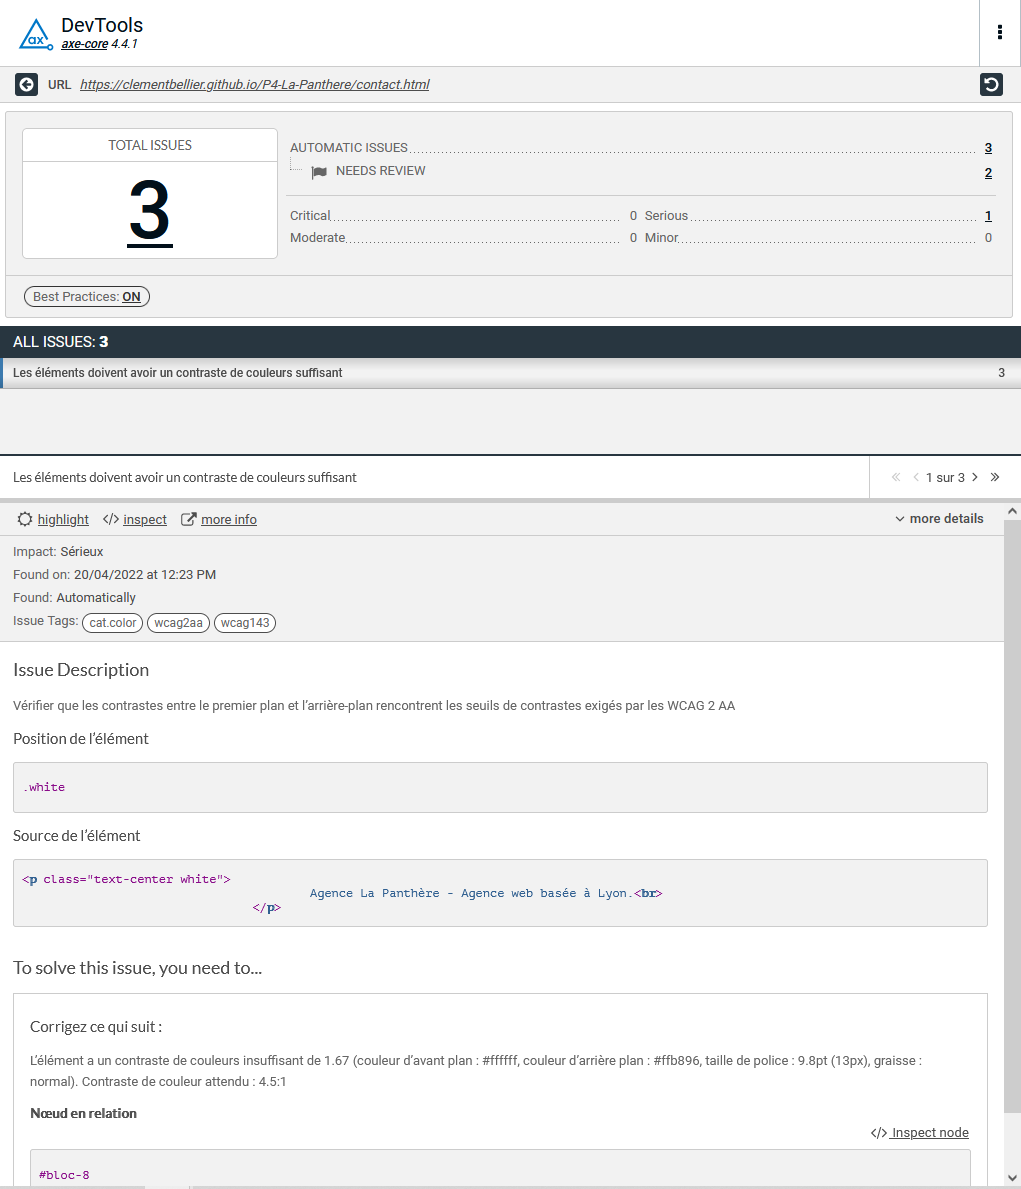 ax
DevTools
axe-core 4.4.1
URL https://clementbellier.github.io/P4-La-Panthere/contact.html
TOTAL ISSUES
3
AUTOMATIC ISSUES 3
NEEDS REVIEW 2
Critical 0 Serious 1
Moderate 0 Minor 0
Best Practices: ON
ALL ISSUES: 3
Les éléments doivent avoir un contraste de couleurs suffisant 3
Les éléments doivent avoir un contraste de couleurs suffisant « < 1 sur 3 > »
highlight </> inspect more info more details
Impact: Sérieux
Found on: 20/04/2022 at 12:23 PM
Found: Automatically
Issue Tags: cat.color wcag2aa wcag143
Issue Description
Vérifier que les contrastes entre le premier plan et l’arrière-plan rencontrent les seuils de contrastes exigés par les WCAG 2 AA
Position de l’élément
.white
Source de l’élément
<p class="text-center white">
Agence La Panthère - Agence web basée à Lyon.<br>
</p>
To solve this issue, you need to...
Corrigez ce qui suit :
L’élément a un contraste de couleurs insuffisant de 1.67 (couleur d’avant plan : #ffffff, couleur d’arrière plan : #ffb896, taille de police : 9.8pt (13px), graisse :
normal). Contraste de couleur attendu : 4.5:1
Nœud en relation
</> Inspect node
#bloc-8